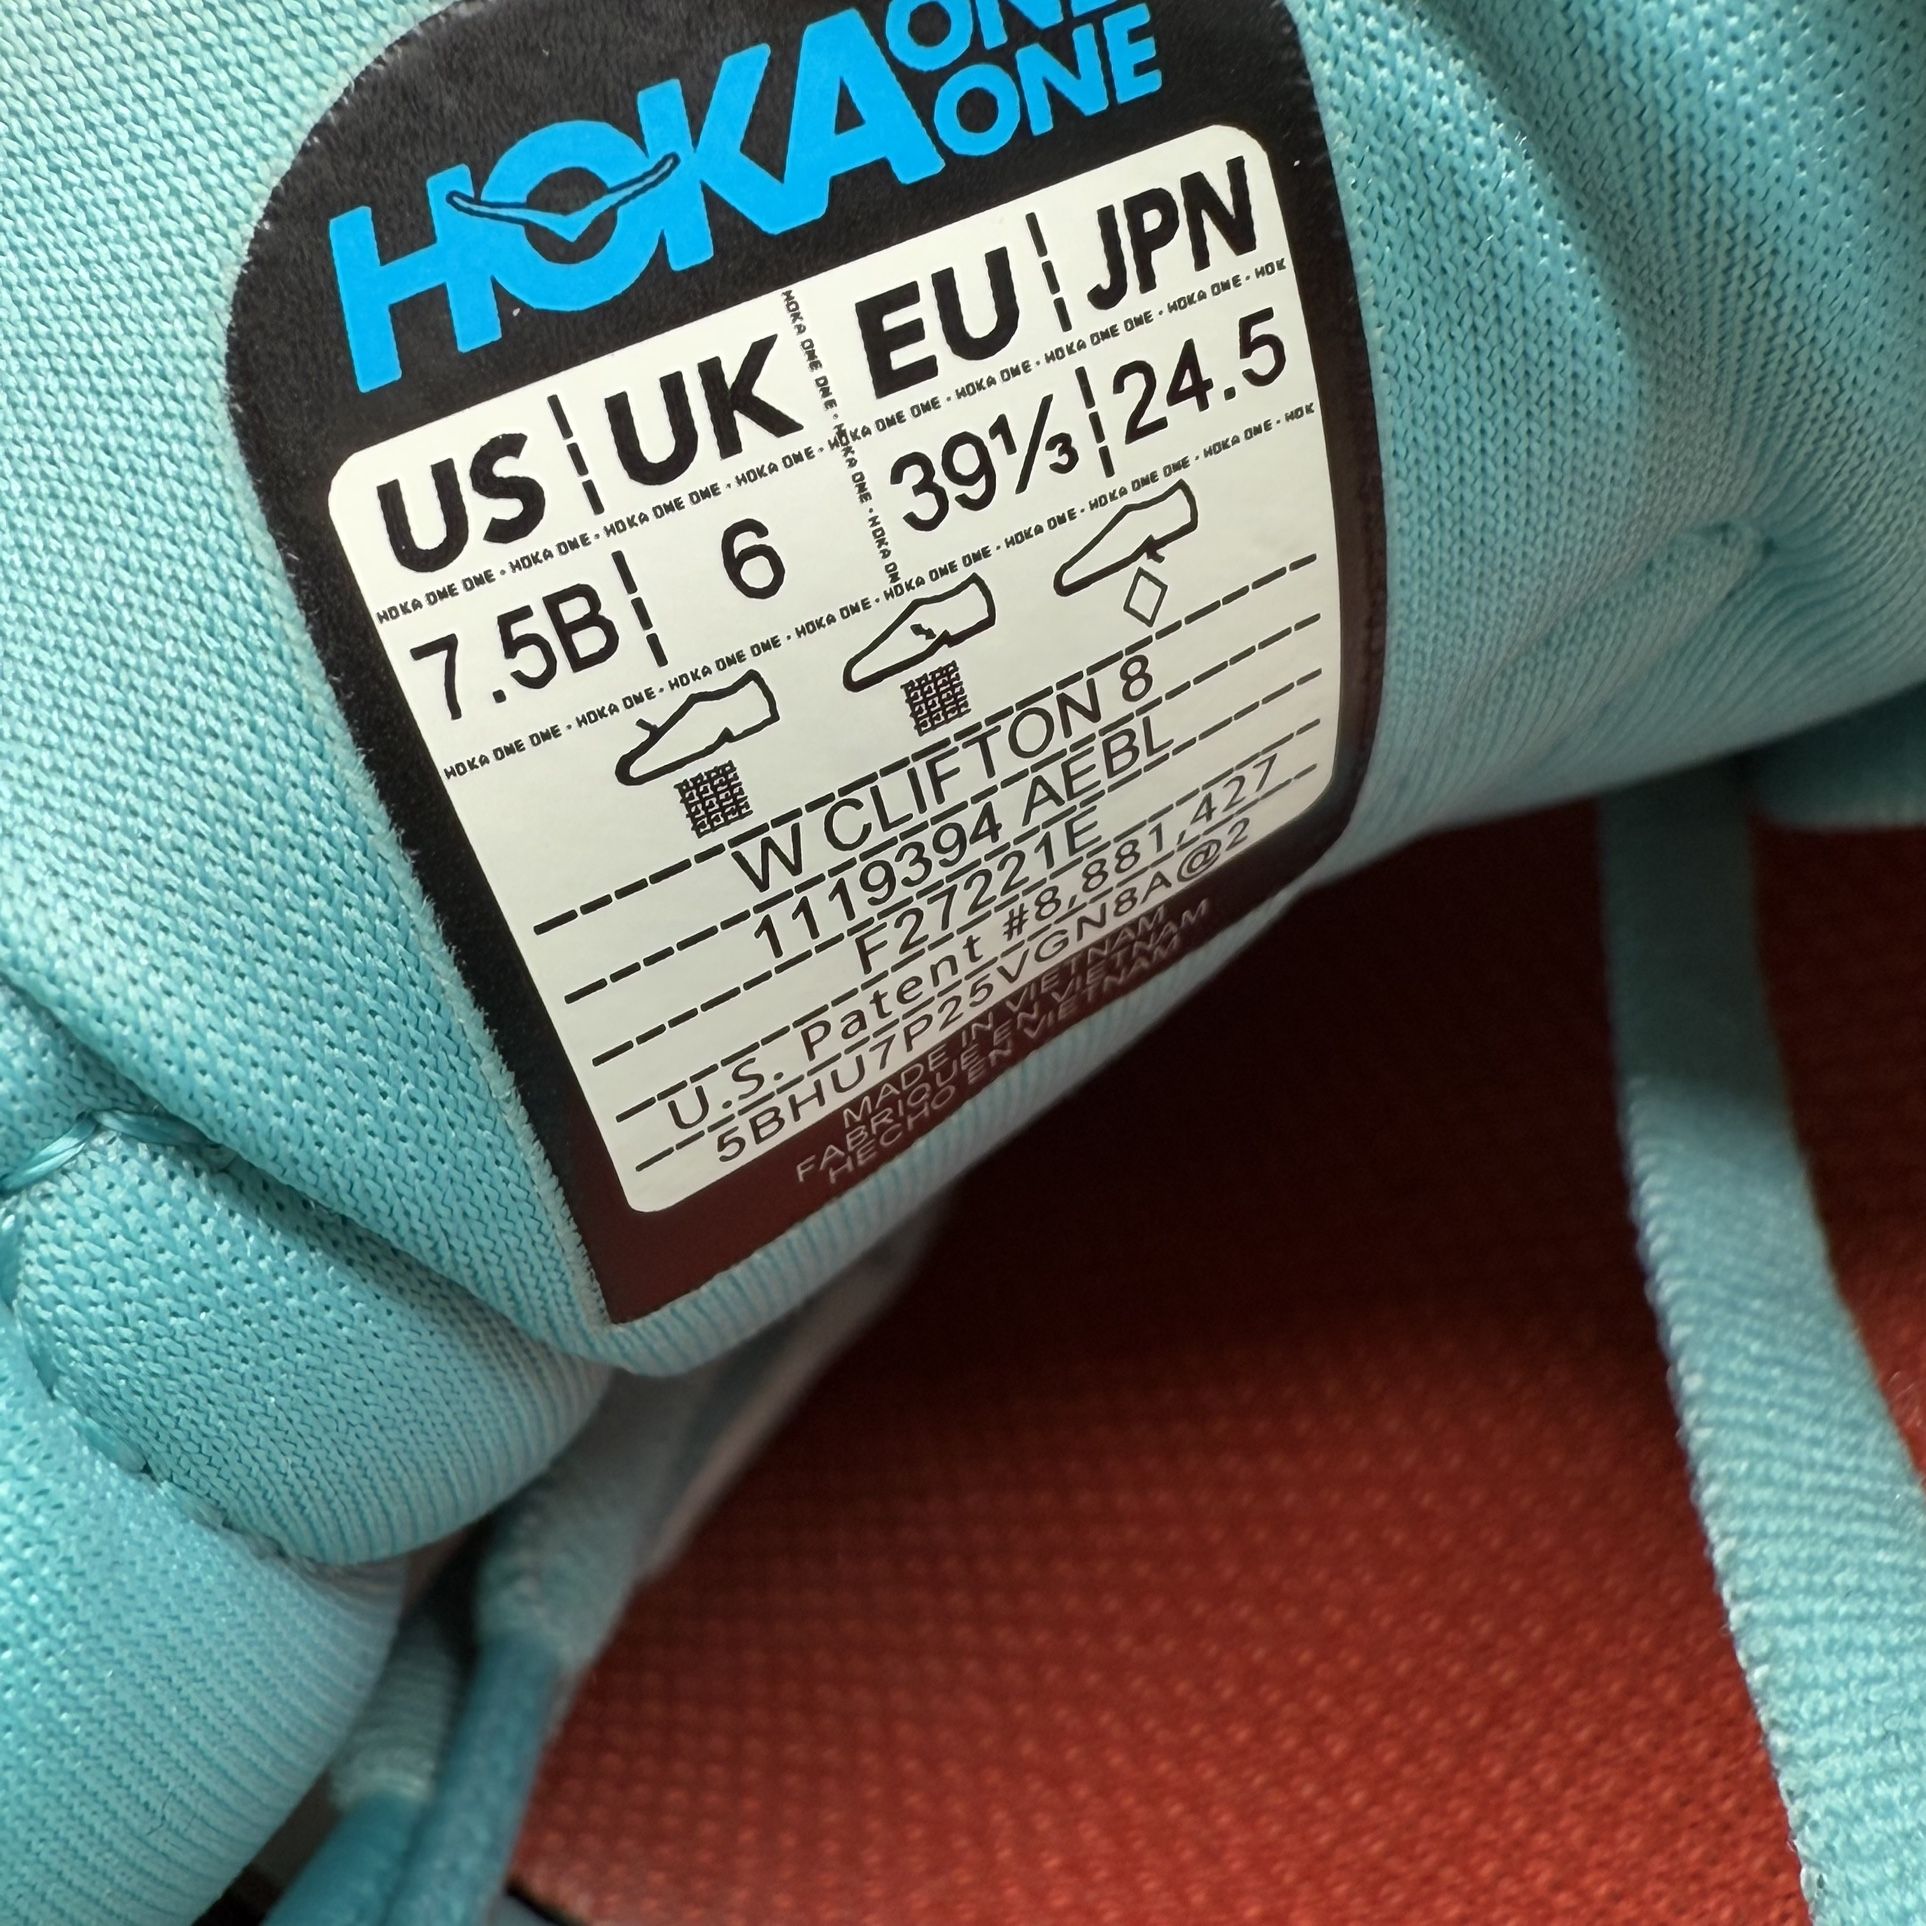 HOKA ONE
ONE
US UK EU JPN
7.5B 6 39⅓ 24.5
W CLIFTON 8
1119394 AEBL
F27221E
U.S. Patent #8,881,427
5BHU7P25VGN8A@2
MADE IN VIETNAM
FABRIQUE EN VIETNAM
HECHO EN VIETNAM